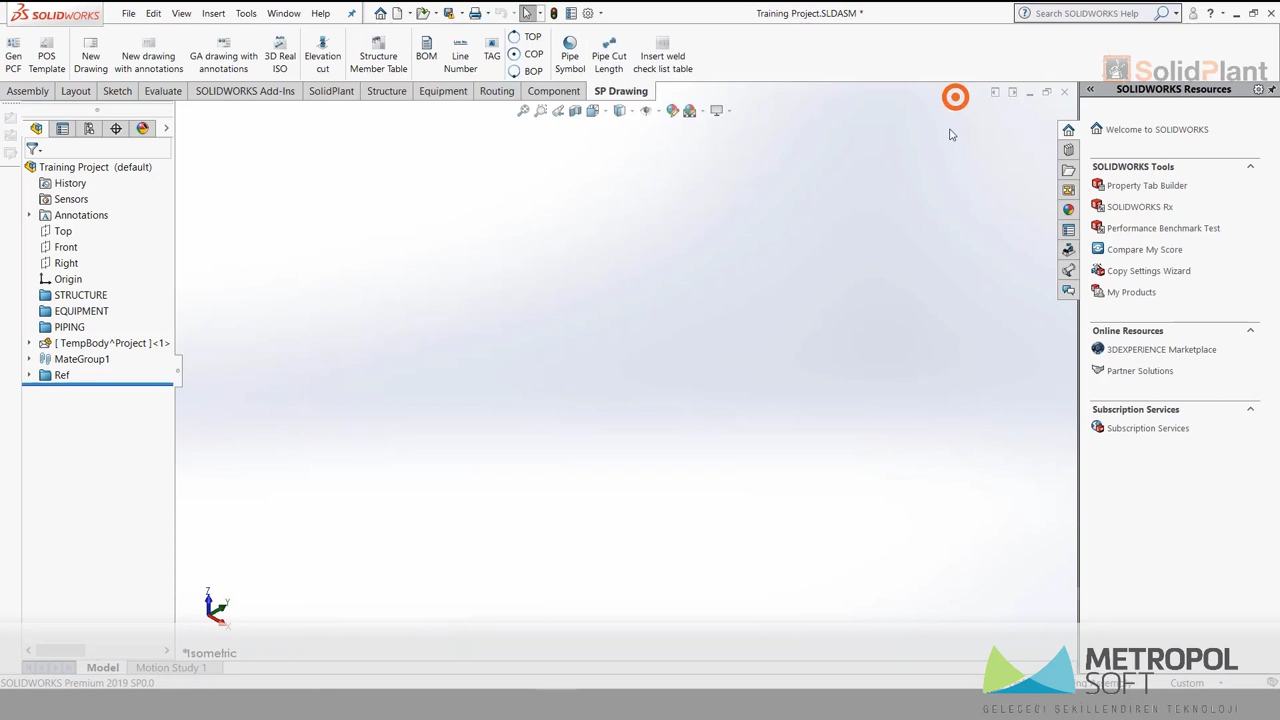 SOLIDWORKS File Edit View Insert Tools Window Help
Training Project.SLDASM *
Search SOLIDWORKS Help
Gen PCF
POS Template
New Drawing
New drawing with annotations
GA drawing with annotations
3D Real ISO
Elevation cut
Structure Member Table
BOM
Line Number
TAG
TOP
COP
BOP
Pipe Symbol
Pipe Cut Length
Insert weld check list table
SolidPlant
Assembly Layout Sketch Evaluate SOLIDWORKS Add-Ins SolidPlant Structure Equipment Routing Component SP Drawing
Training Project (default)
History
Sensors
Annotations
Top
Front
Right
Origin
STRUCTURE
EQUIPMENT
PIPING
[ TempBody^Project ]<1>
MateGroup1
Ref
Z
Y
X
*Isometric
Model Motion Study 1
SOLIDWORKS Premium 2019 SP0.0
SOLIDWORKS Resources
Welcome to SOLIDWORKS
SOLIDWORKS Tools
Property Tab Builder
SOLIDWORKS Rx
Performance Benchmark Test
Compare My Score
Copy Settings Wizard
My Products
Online Resources
3DEXPERIENCE Marketplace
Partner Solutions
Subscription Services
Subscription Services
Custom
METROPOL
SOFT
GELECEĞİ ŞEKİLLENDİREN TEKNOLOJİ